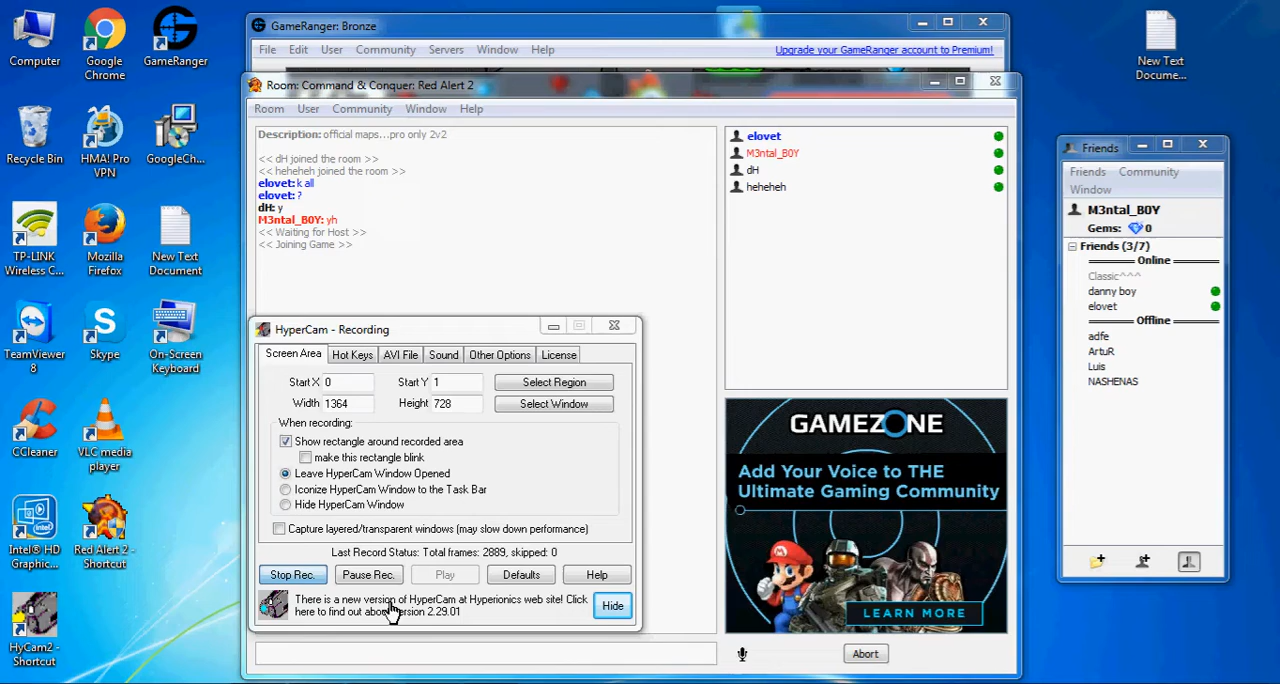 Computer
Google
Chrome
GameRanger
Recycle Bin
HMA! Pro
VPN
GoogleCh...
TP-LINK
Wireless C...
Mozilla
Firefox
New Text
Document
TeamViewer
8
Skype
On-Screen
Keyboard
CCleaner
VLC media
player
Intel® HD
Graphic...
Red Alert 2 -
Shortcut
HyCam2 -
Shortcut
GameRanger: Bronze
File Edit User Community Servers Window Help
Upgrade your GameRanger account to Premium!
Room: Command & Conquer: Red Alert 2
Room User Community Window Help
Description: official maps...pro only 2v2
<< dH joined the room >>
<< heheheh joined the room >>
elovet: k all
elovet: ?
dH: y
M3ntal_B0Y: yh
<< Waiting for Host >>
<< Joining Game >>
elovet
M3ntal_B0Y
dH
heheheh
HyperCam - Recording
Screen Area Hot Keys AVI File Sound Other Options License
Start X 0 Start Y 1 Select Region
Width 1364 Height 728 Select Window
When recording:
Show rectangle around recorded area
make this rectangle blink
Leave HyperCam Window Opened
Iconize HyperCam Window to the Task Bar
Hide HyperCam Window
Capture layered/transparent windows (may slow down performance)
Last Record Status: Total frames: 2889, skipped: 0
Stop Rec. Pause Rec. Play Defaults Help
There is a new version of HyperCam at Hyperionics web site! Click
here to find out version 2.29.01
Hide
GAMEZONE
Add Your Voice to THE
Ultimate Gaming Community
LEARN MORE
Abort
New Text
Docume...
Friends
Friends Community
Window
M3ntal_B0Y
Gems: 0
Friends (3/7)
Online
Classic^^^
danny boy
elovet
Offline
adfe
ArtuR
Luis
NASHENAS